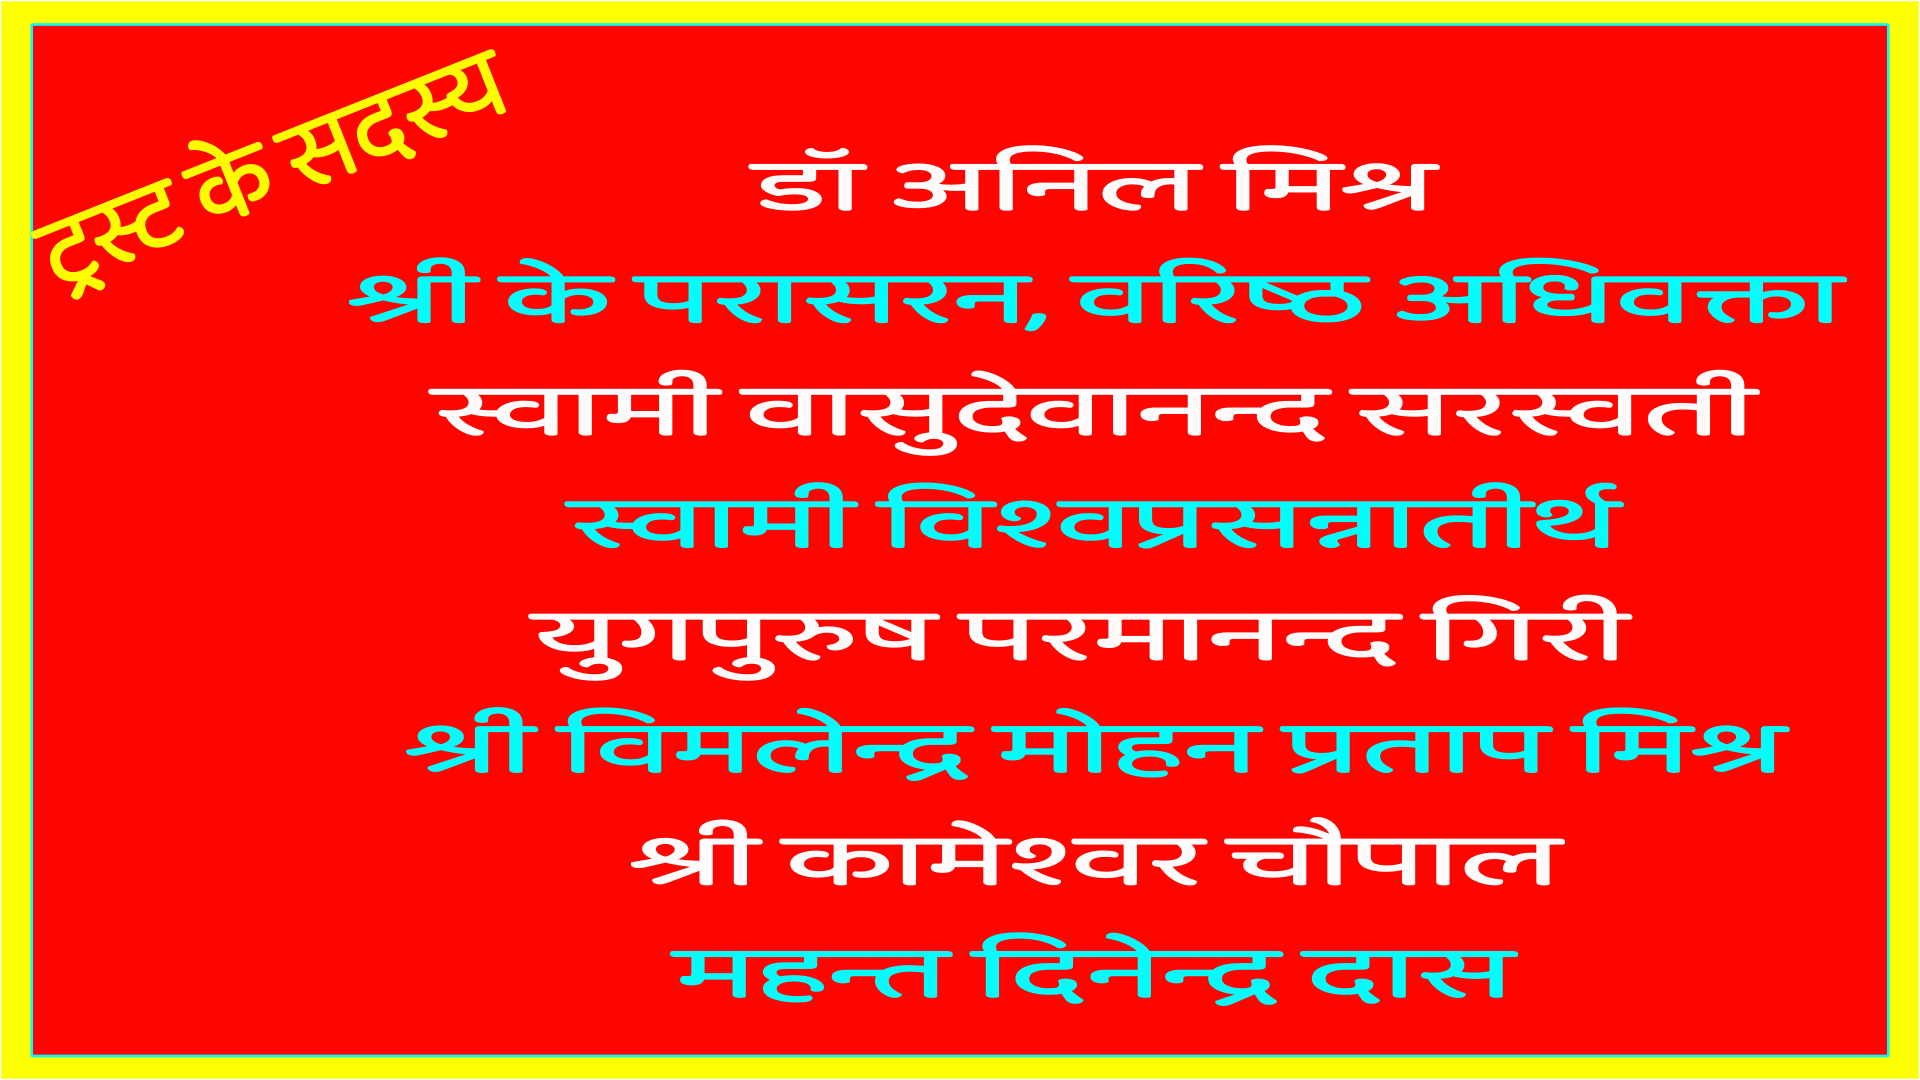 ट्रस्ट के सदस्य
डॉ अनिल मिश्र
श्री के परासरन, वरिष्ठ अधिवक्ता
स्वामी वासुदेवानन्द सरस्वती
स्वामी विश्वप्रसन्नातीर्थ
युगपुरुष परमानन्द गिरी
श्री विमलेन्द्र मोहन प्रताप मिश्र
श्री कामेश्वर चौपाल
महन्त दिनेन्द्र दास